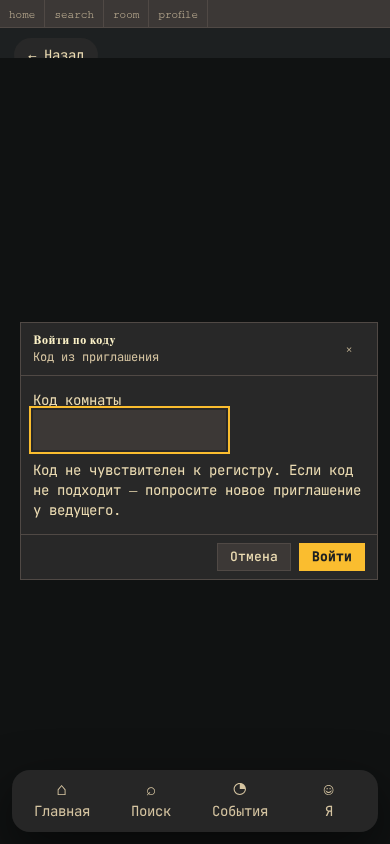 home search room profile
← Назад
Войти по коду
Код из приглашения
×
Код комнаты
Код не чувствителен к регистру. Если код
не подходит — попросите новое приглашение
у ведущего.
Отмена Войти
Главная Поиск События Я